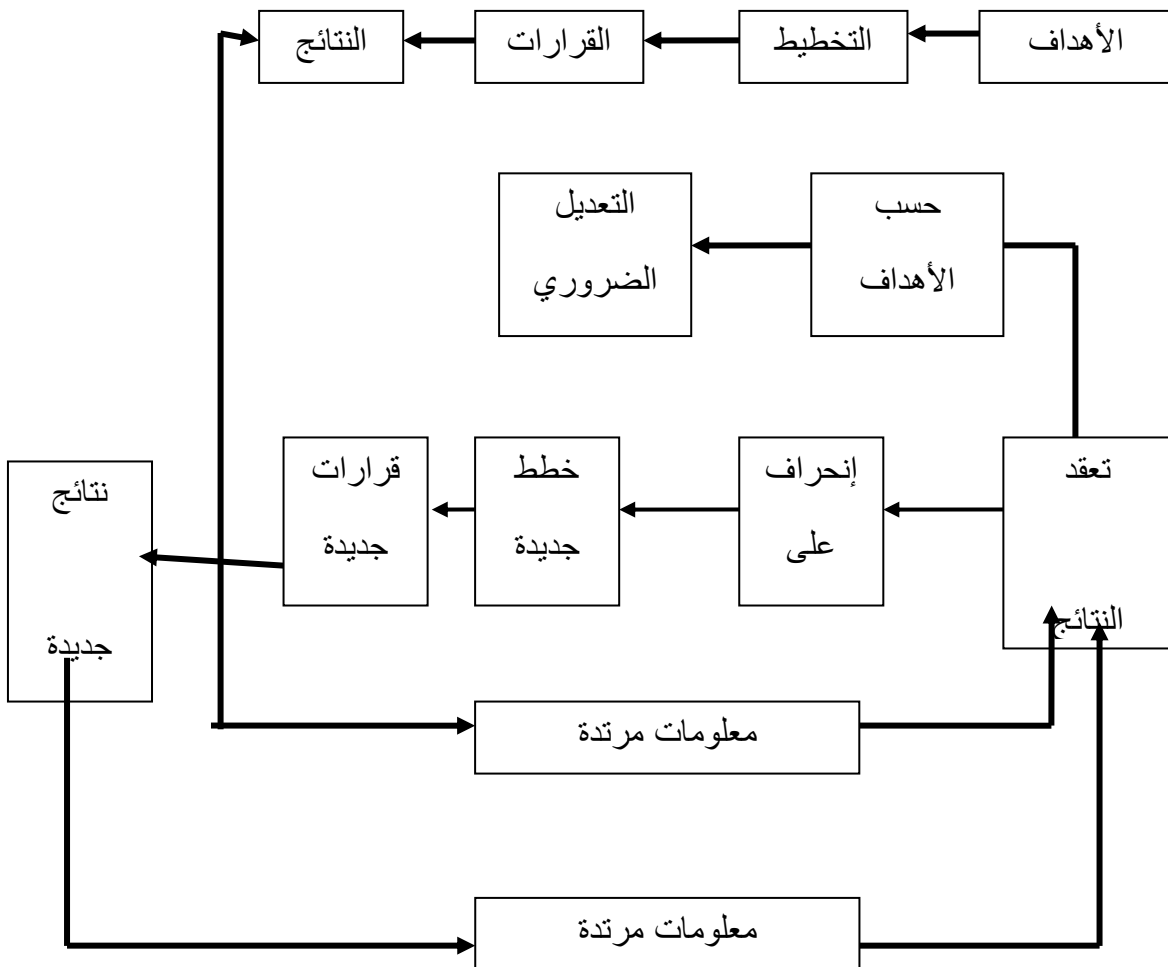 الأهداف
التخطيط
القرارات
النتائج
حسب
الأهداف
التعديل
الضروري
تعقد
النتائج
إنحراف
على
خطط
جديدة
قرارات
جديدة
نتائج
جديدة
معلومات مرتدة
معلومات مرتدة